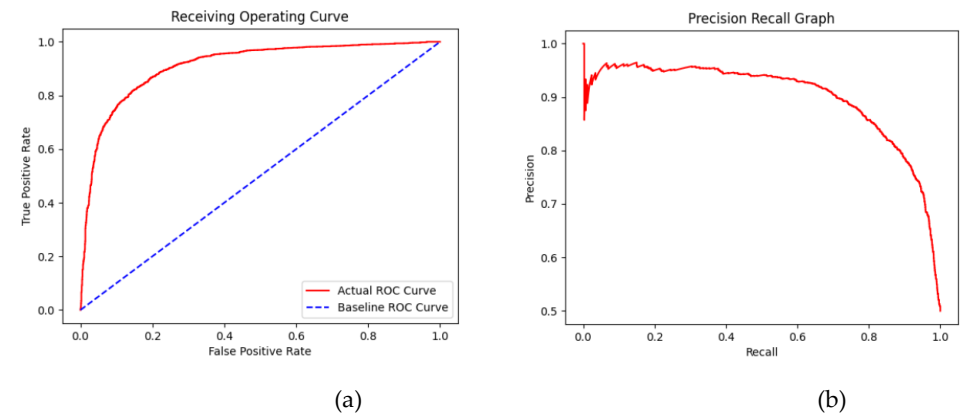 Receiving Operating Curve
1.0
0.8
0.6
0.4
0.2
0.0
True Positive Rate
Actual ROC Curve
Baseline ROC Curve
0.0 0.2 0.4 0.6 0.8 1.0
False Positive Rate
(a)
Precision Recall Graph
1.0
0.9
0.8
0.7
0.6
0.5
Precision
0.0 0.2 0.4 0.6 0.8 1.0
Recall
(b)